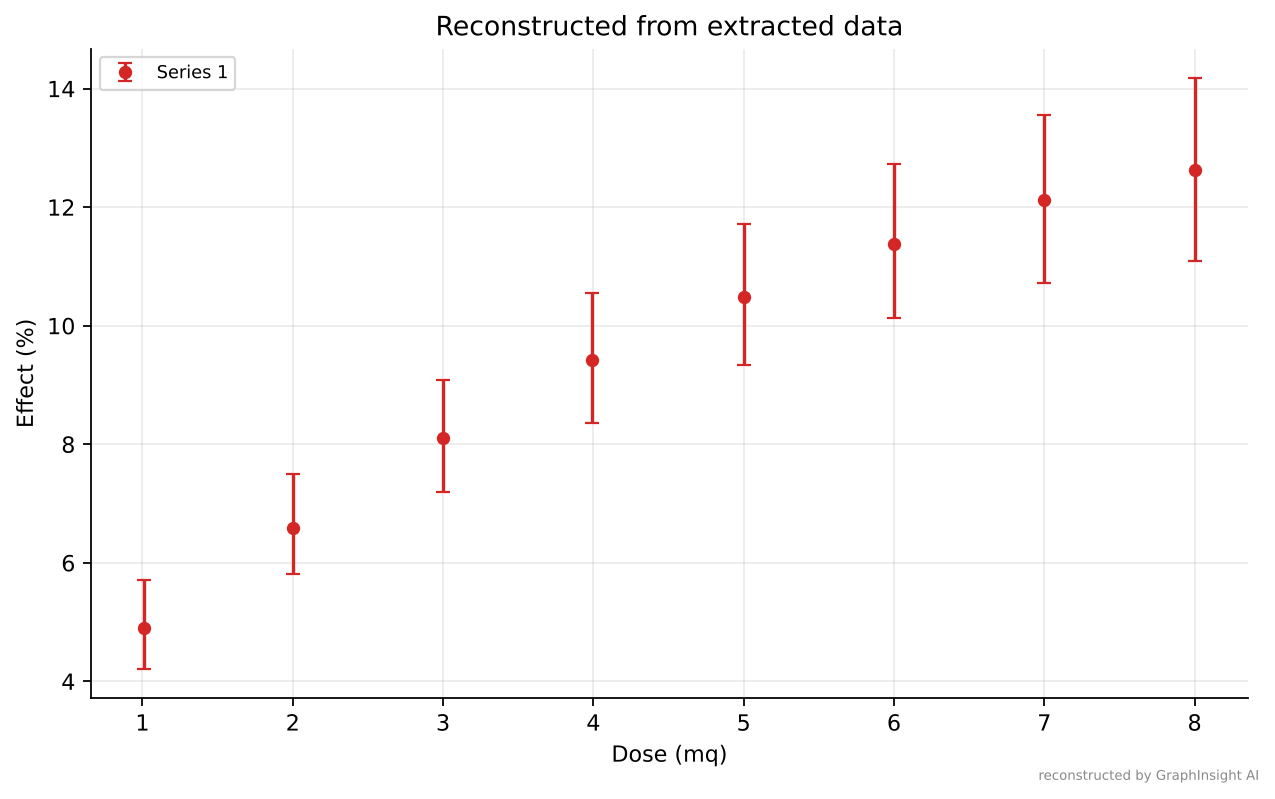 Reconstructed from extracted data
Series 1
14
12
10
8
6
4
Effect (%)
1 2 3 4 5 6 7 8
Dose (mq)
reconstructed by GraphInsight AI